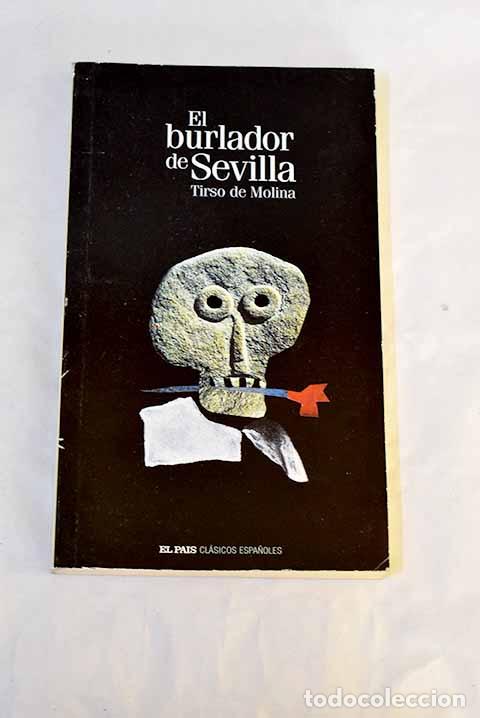 El
burlador
de Sevilla
Tirso de Molina
EL PAIS CLÁSICOS ESPAÑOLES
todocoleccion